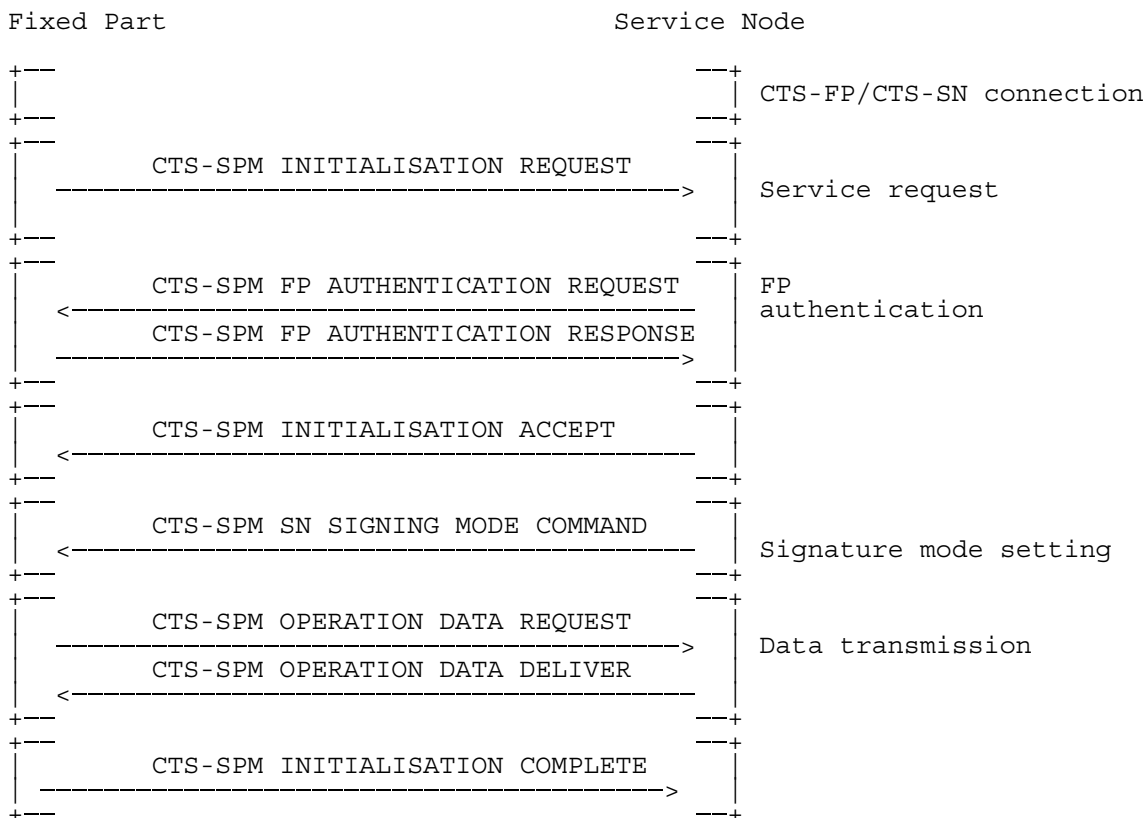 Fixed Part Service Node
CTS-FP/CTS-SN connection
CTS-SPM INITIALISATION REQUEST
Service request
CTS-SPM FP AUTHENTICATION REQUEST FP
authentication
CTS-SPM FP AUTHENTICATION RESPONSE
CTS-SPM INITIALISATION ACCEPT
CTS-SPM SN SIGNING MODE COMMAND
Signature mode setting
CTS-SPM OPERATION DATA REQUEST
Data transmission
CTS-SPM OPERATION DATA DELIVER
CTS-SPM INITIALISATION COMPLETE